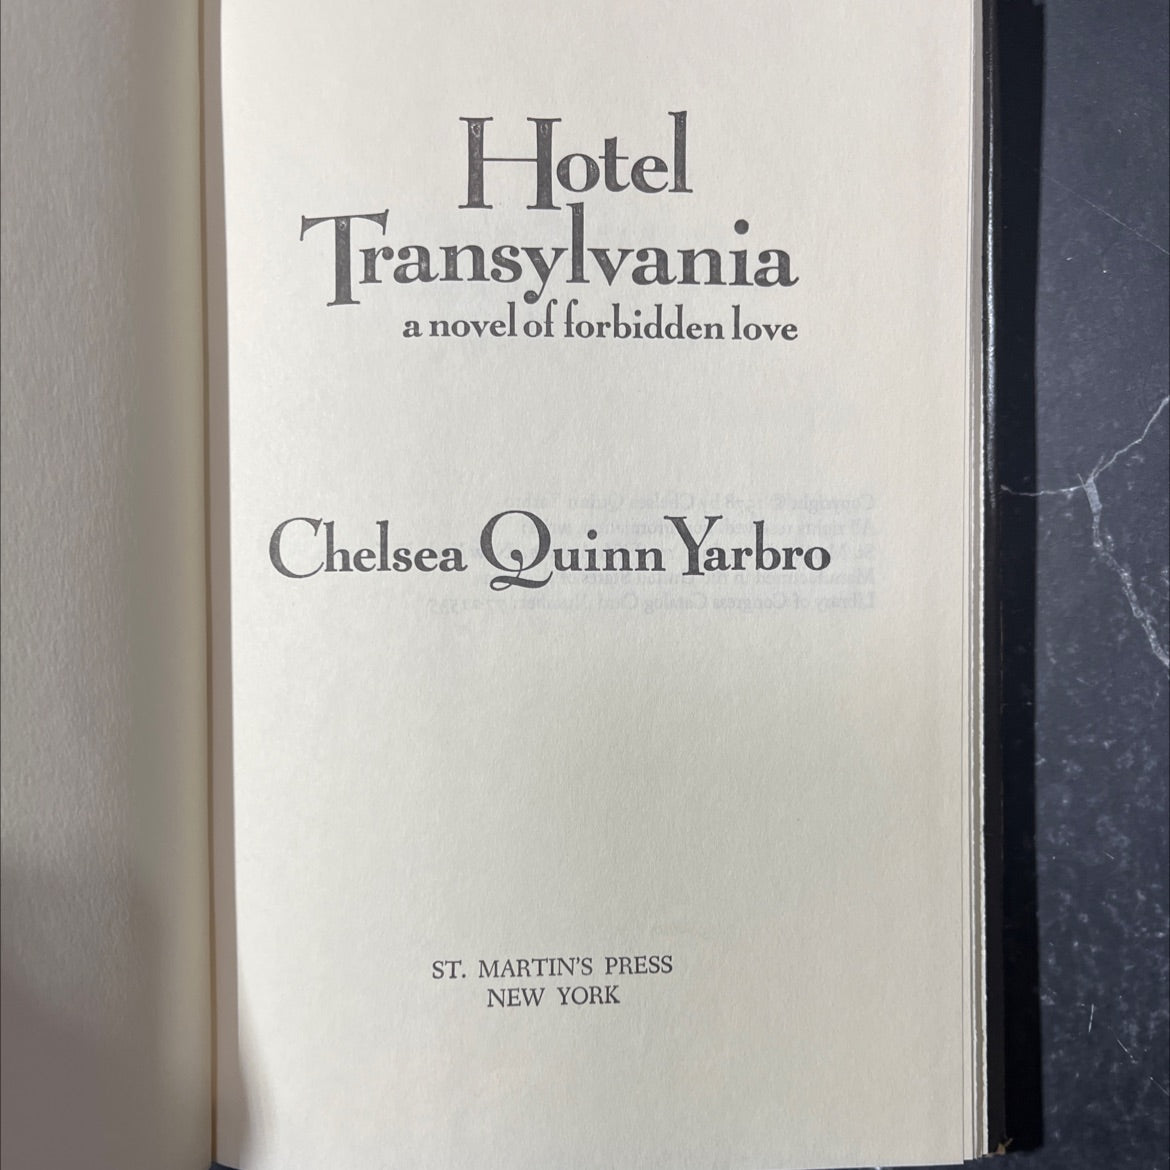 Hotel
Transylvania
a novel of forbidden love
Chelsea Quinn Yarbro
ST. MARTIN'S PRESS
NEW YORK